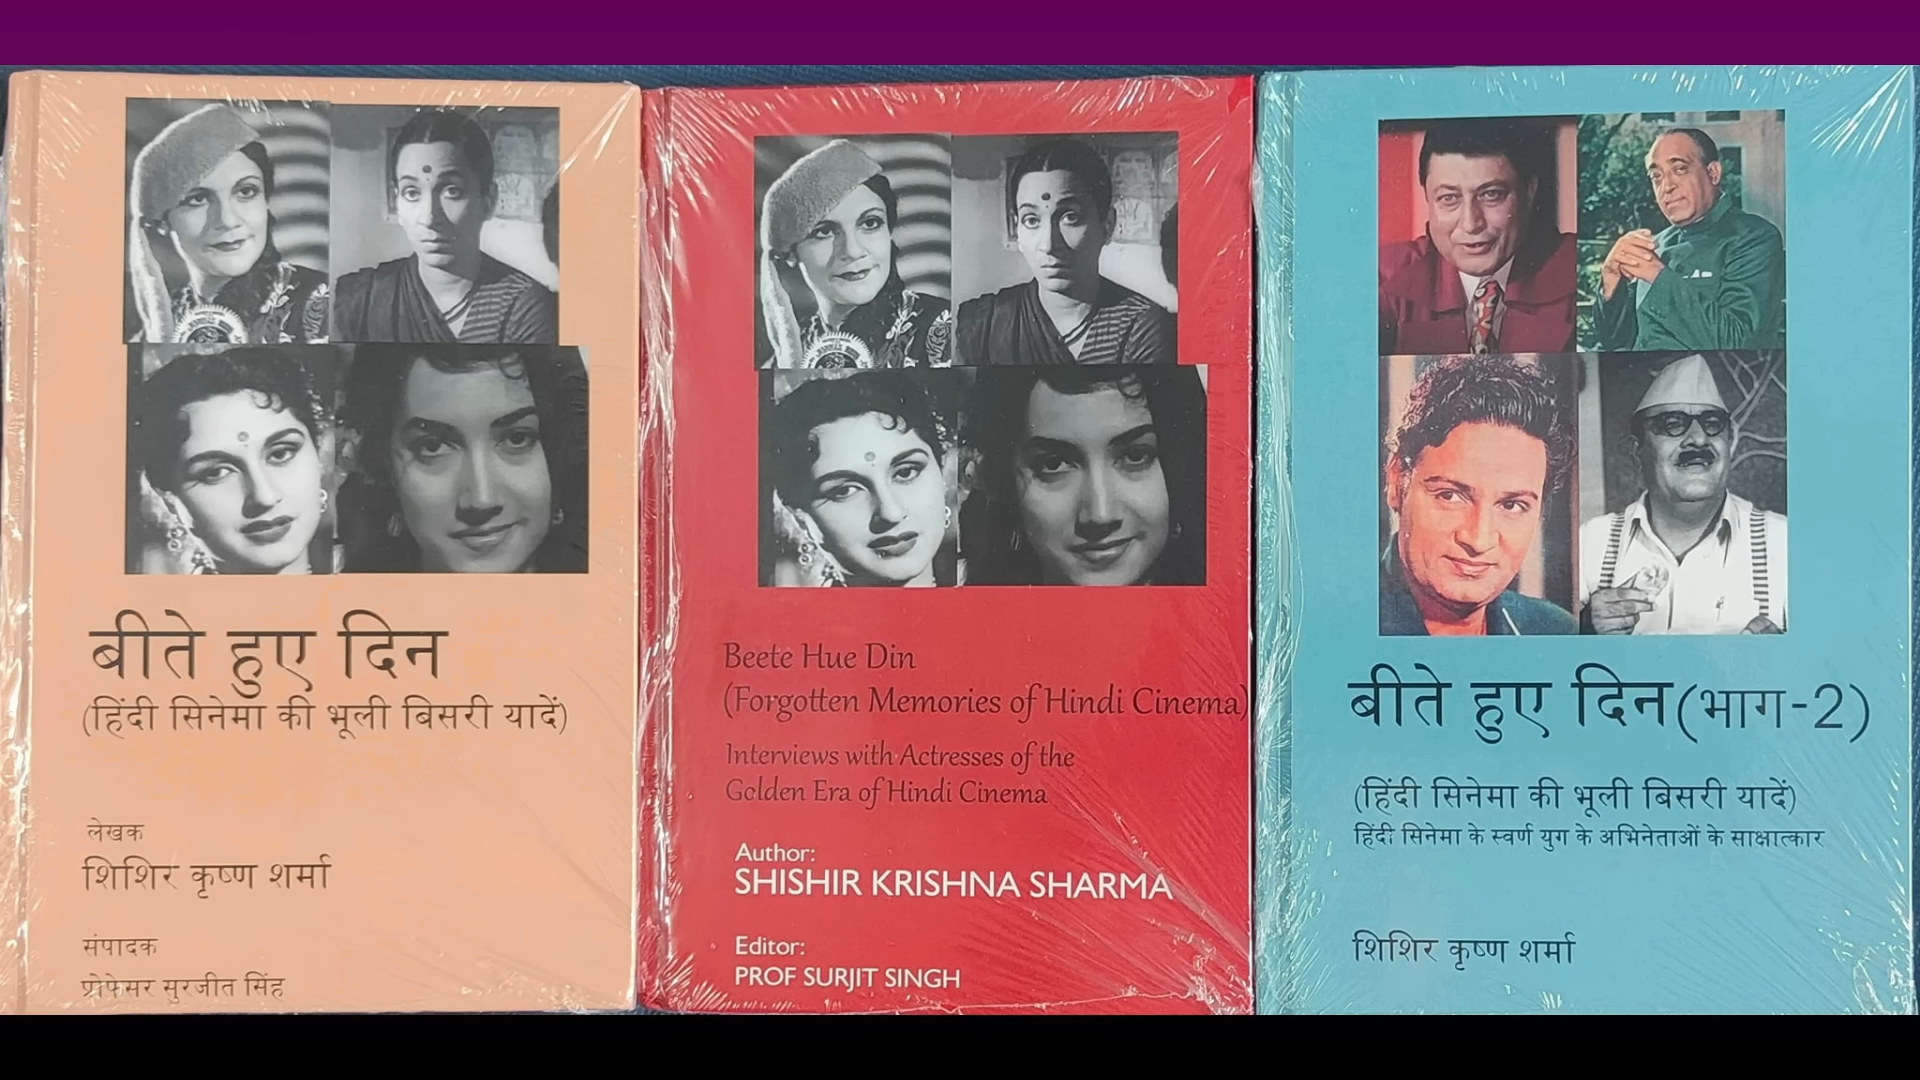 बीते हुए दिन
(हिंदी सिनेमा की भूली बिसरी यादें)
लेखक
शिशिर कृष्ण शर्मा
संपादक
प्रोफेसर सुरजीत सिंह
Beete Hue Din
(Forgotten Memories of Hindi Cinema)
Interviews with Actresses of the
Golden Era of Hindi Cinema
Author:
SHISHIR KRISHNA SHARMA
Editor:
PROF SURJIT SINGH
बीते हुए दिन(भाग-2)
(हिंदी सिनेमा की भूली बिसरी यादें)
हिंदी सिनेमा के स्वर्ण युग के अभिनेताओं के साक्षात्कार
शिशिर कृष्ण शर्मा